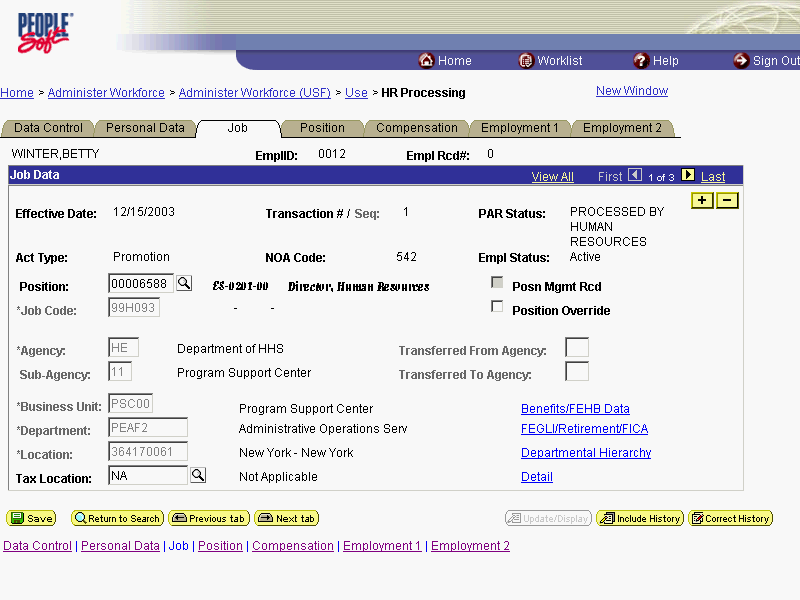 PEOPLE
Soft
Home Worklist Help Sign Out
Home > Administer Workforce > Administer Workforce (USF) > Use > HR Processing New Window
Data Control Personal Data Job Position Compensation Employment 1 Employment 2
WINTER,BETTY EmplID: 0012 Empl Rcd#: 0
Job Data View All First 1 of 3 Last
Effective Date: 12/15/2003 Transaction # / Seq: 1 PAR Status: PROCESSED BY
HUMAN
RESOURCES
Act Type: Promotion NOA Code: 542 Empl Status: Active
Position: 00006588 ES-0201-00 Director, Human Resources Posn Mgmt Rcd
*Job Code: 99H093 - - Position Override
*Agency: HE Department of HHS Transferred From Agency:
Sub-Agency: 11 Program Support Center Transferred To Agency:
*Business Unit: PSC00 Program Support Center Benefits/FEHB Data
*Department: PEAF2 Administrative Operations Serv FEGLI/Retirement/FICA
*Location: 364170061 New York - New York Departmental Hierarchy
Tax Location: NA Not Applicable Detail
Save Return to Search Previous tab Next tab Update/Display Include History Correct History
Data Control | Personal Data | Job | Position | Compensation | Employment 1 | Employment 2